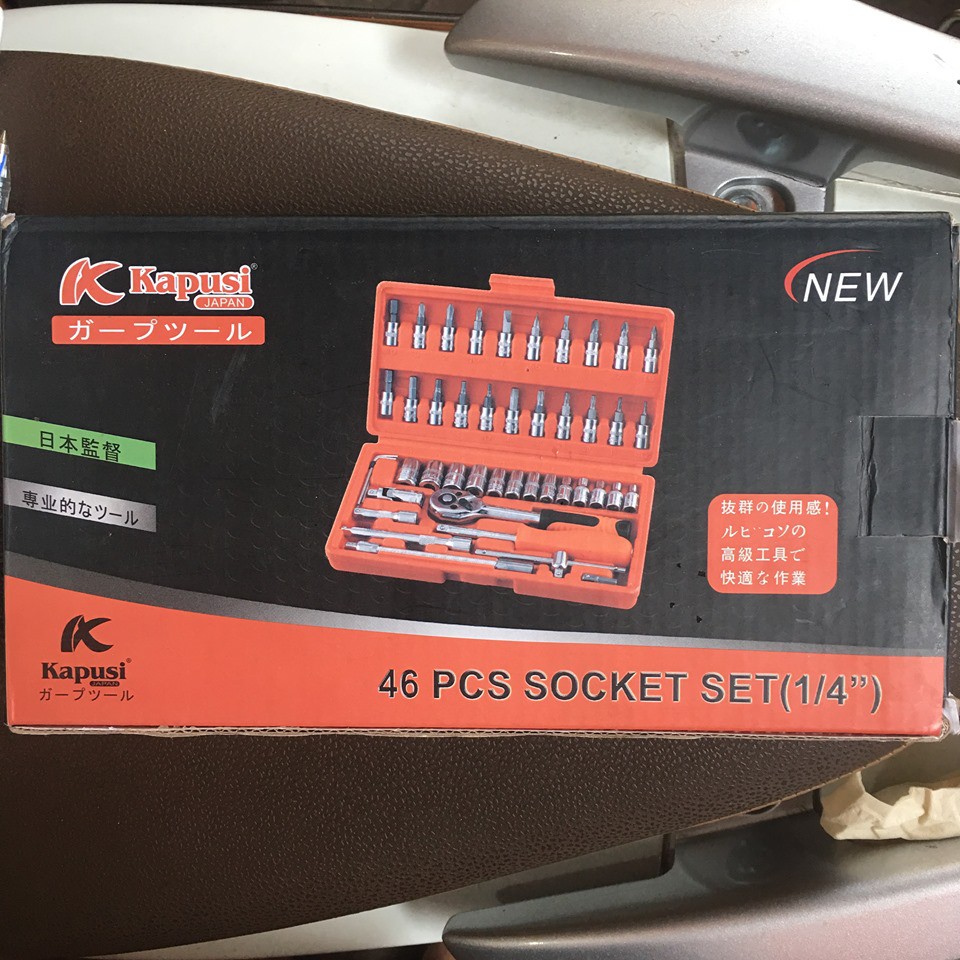 Kapusi®
JAPAN
ガープツール
NEW
日本監督
専业的なツール
抜群の使用感!
ルビコソの
高級工具で
快適な作業
Kapusi®
JAPAN
ガープツール
46 PCS SOCKET SET(1/4”)